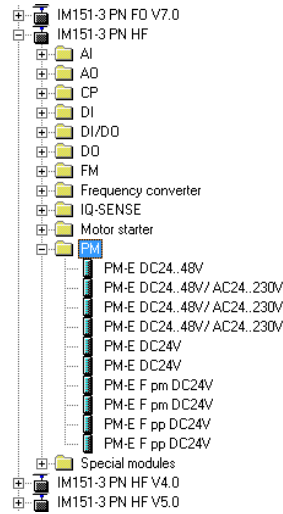 IM151-3 PN FO V7.0
IM151-3 PN HF
AI
AO
CP
DI
DI/DO
DO
FM
Frequency converter
IQ-SENSE
Motor starter
PM
PM-E DC24..48V
PM-E DC24..48V/ AC24..230V
PM-E DC24..48V/ AC24..230V
PM-E DC24..48V/ AC24..230V
PM-E DC24V
PM-E DC24V
PM-E F pm DC24V
PM-E F pm DC24V
PM-E F pp DC24V
PM-E F pp DC24V
Special modules
IM151-3 PN HF V4.0
IM151-3 PN HF V5.0